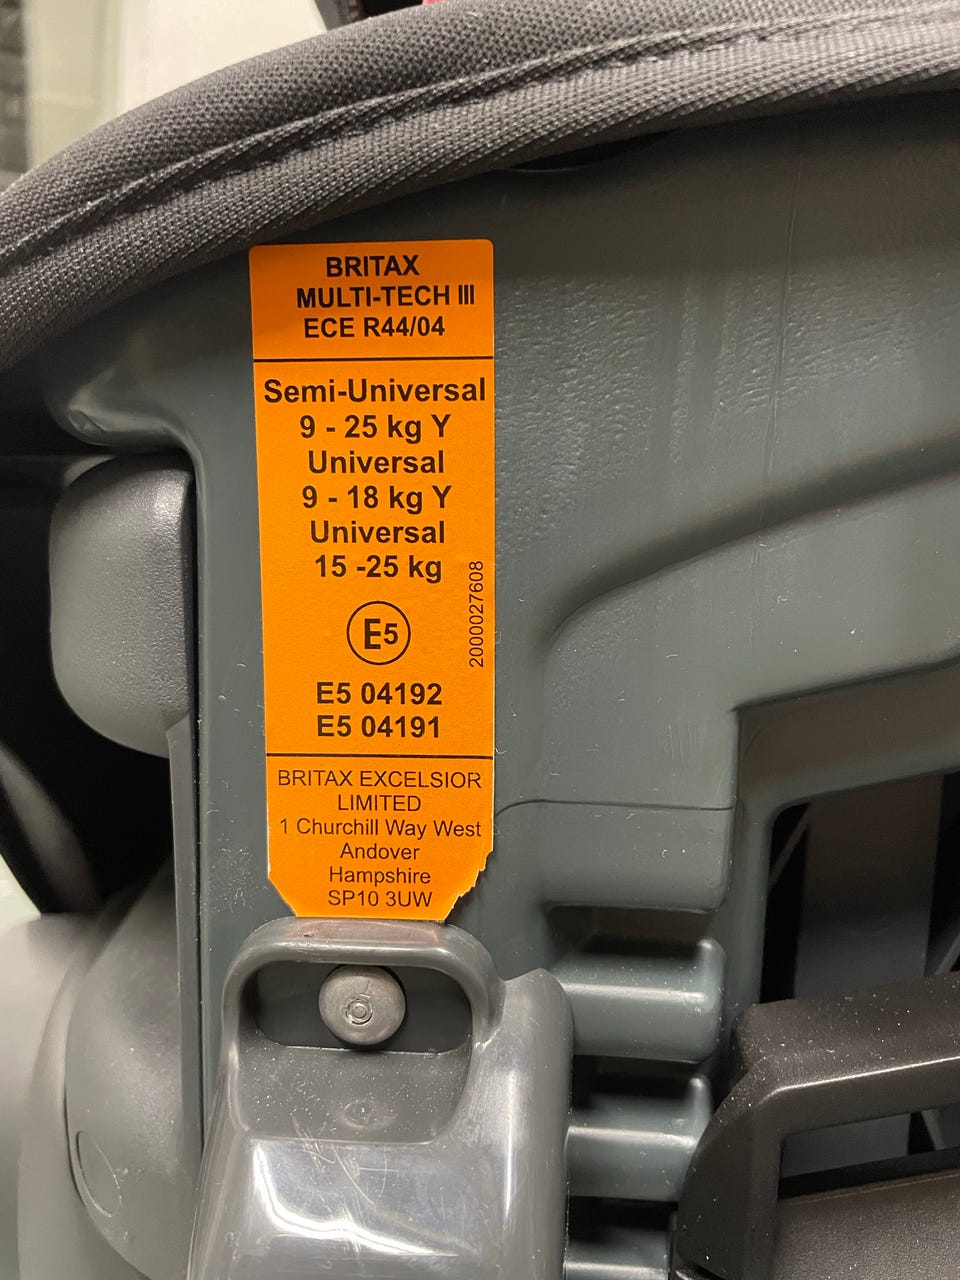 BRITAX
MULTI-TECH III
ECE R44/04
Semi-Universal
9 - 25 kg Y
Universal
9 - 18 kg Y
Universal
15 -25 kg
E5
2000027608
E5 04192
E5 04191
BRITAX EXCELSIOR
LIMITED
1 Churchill Way West
Andover
Hampshire
SP10 3UW